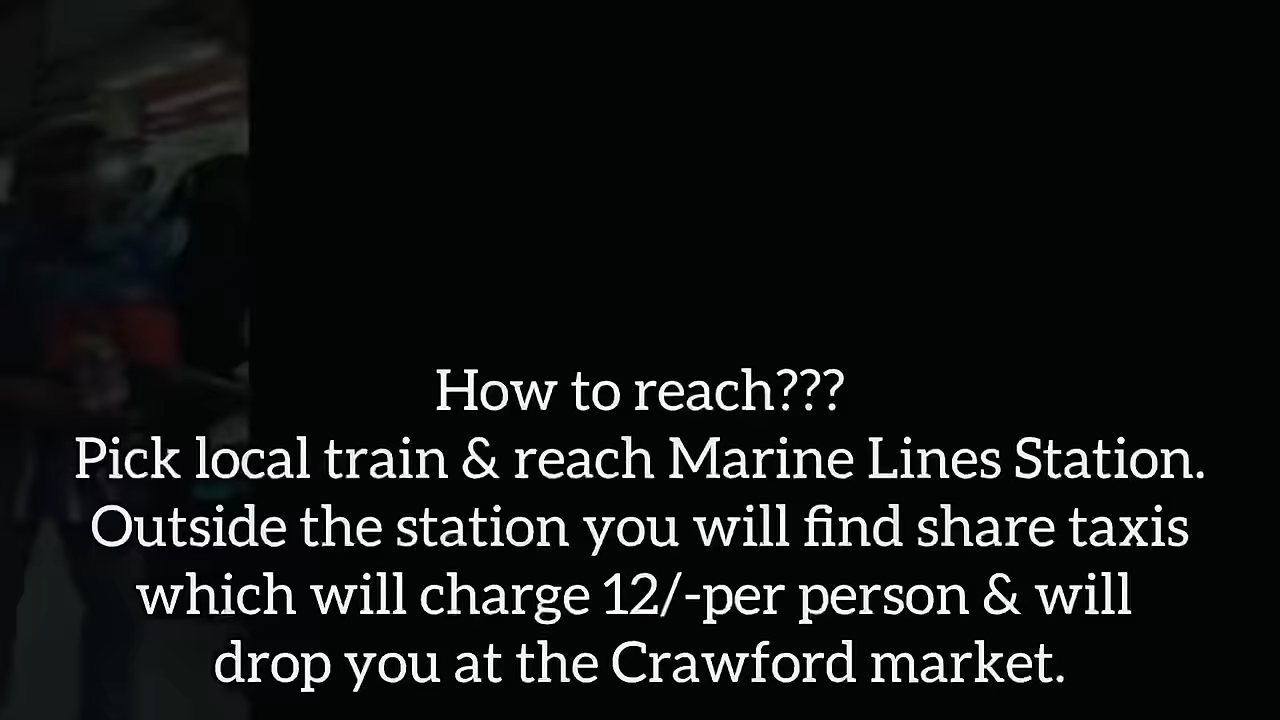 How to reach???
Pick local train & reach Marine Lines Station.
Outside the station you will find share taxis
which will charge 12/-per person & will
drop you at the Crawford market.